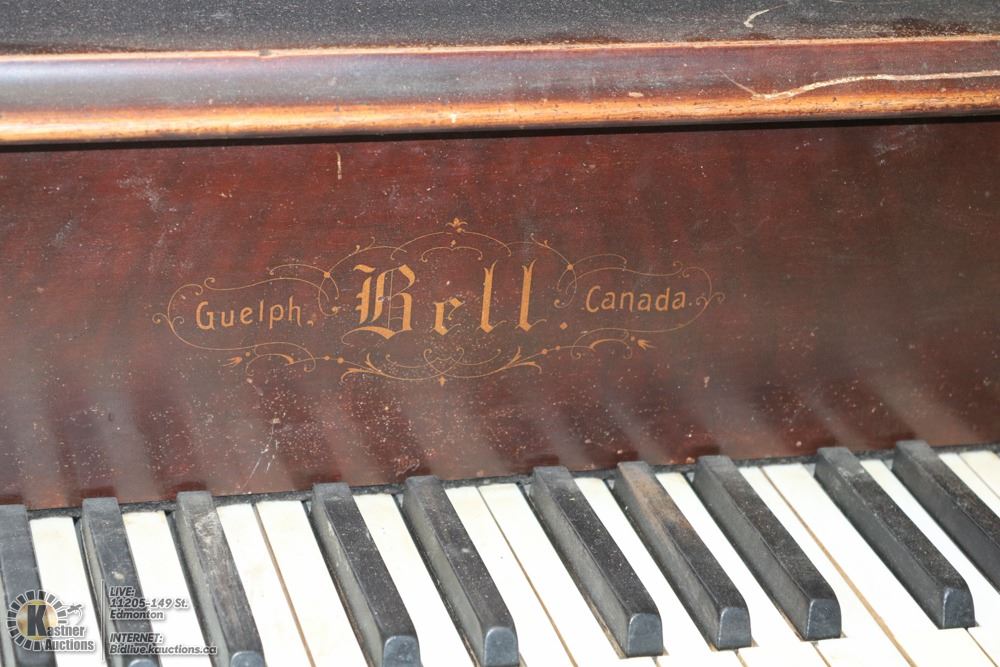 Guelph. Bell. Canada.
K
Kastner
Auctions
LIVE:
11205-149 St.
Edmonton
INTERNET:
Bidlive.kauctions.ca